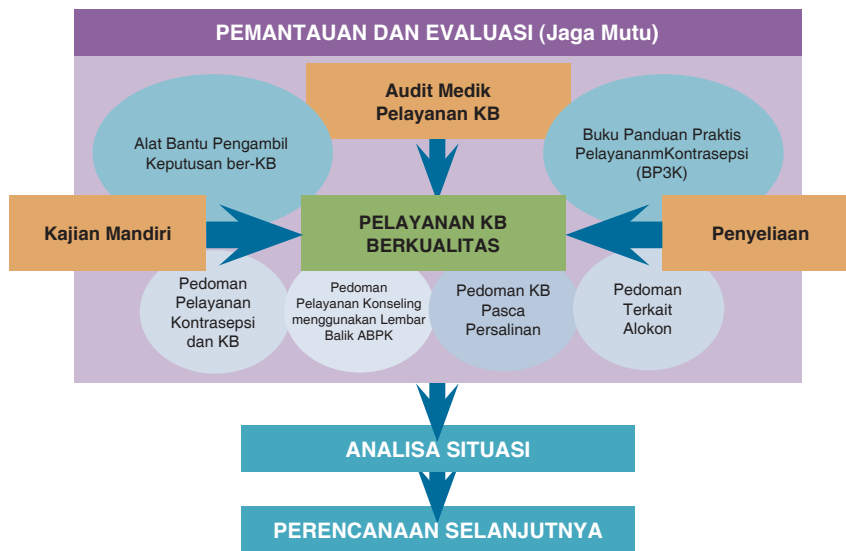 PEMANTAUAN DAN EVALUASI (Jaga Mutu)
Audit Medik
Pelayanan KB
Alat Bantu Pengambil
Keputusan ber-KB
Buku Panduan Praktis
PelayananmKontrasepsi
(BP3K)
Kajian Mandiri
PELAYANAN KB
BERKUALITAS
Penyeliaan
Pedoman
Pelayanan
Kontrasepsi
dan KB
Pedoman
Pelayanan Konseling
menggunakan Lembar
Balik ABPK
Pedoman KB
Pasca
Persalinan
Pedoman
Terkait
Alokon
ANALISA SITUASI
PERENCANAAN SELANJUTNYA